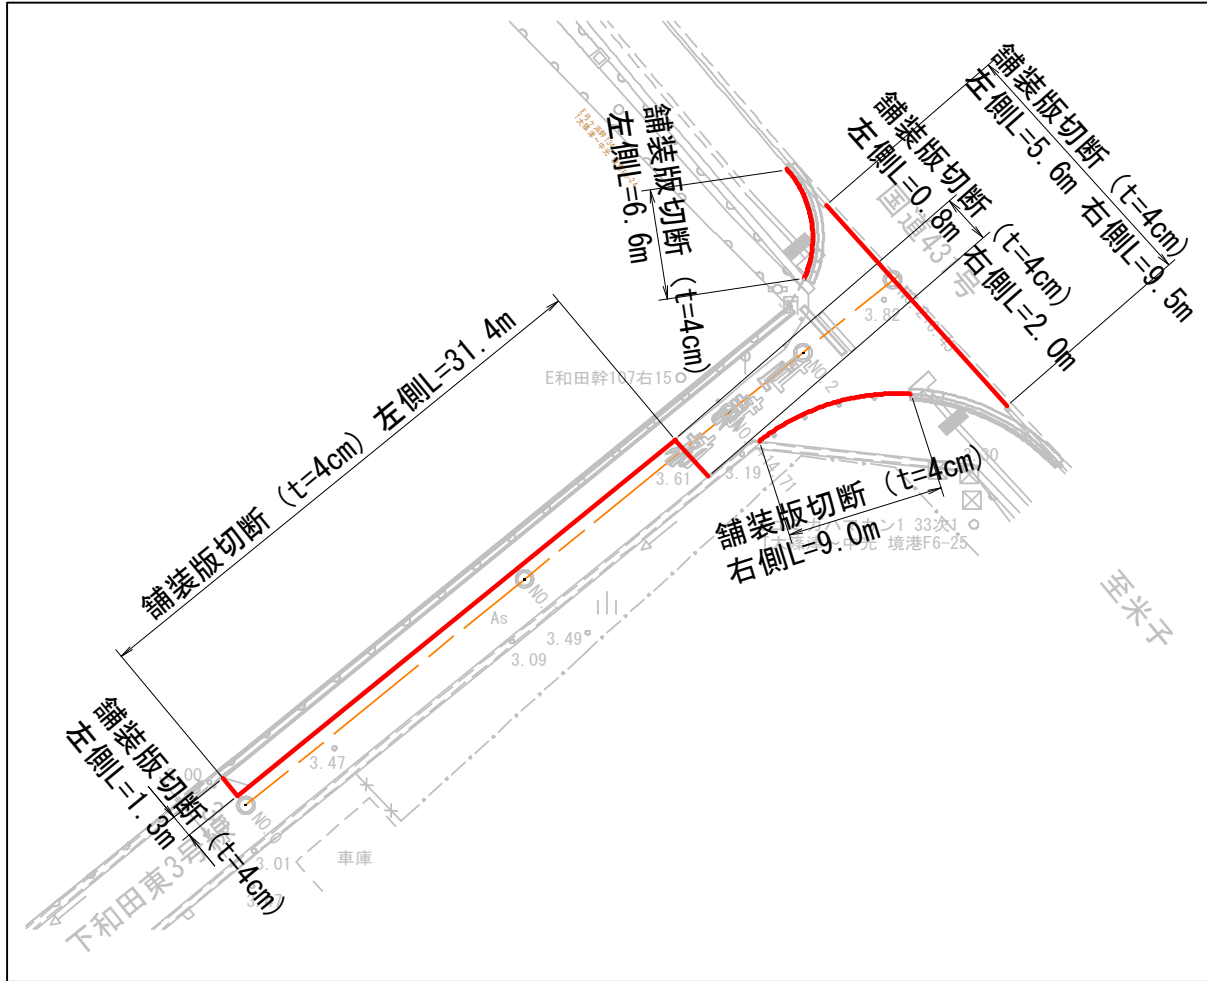 舗装版切断 (t=4cm)
左側L=5.6m 右側L=9.5m
舗装版切断 (t=4cm)
左側L=0.8m 右側L=2.0m
舗装版切断 (t=4cm)
左側L=6.6m
国道431号
3.82
NO.2
E和田幹107右15
舗装版切断 (t=4cm) 左側L=31.4m
3.61
3.19
舗装版切断 (t=4cm)
右側L=9.0m
境港F6-25
至米子
As
3.49
3.09
3.47
舗装版切断 (t=4cm)
左側L=1.3m
NO.0
3.01
車庫
下和田東3号線